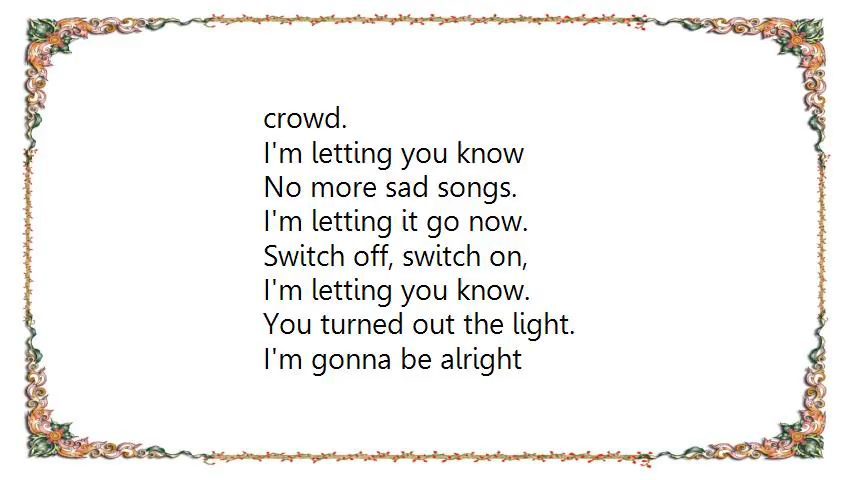 crowd.
I'm letting you know
No more sad songs.
I'm letting it go now.
Switch off, switch on,
I'm letting you know.
You turned out the light.
I'm gonna be alright